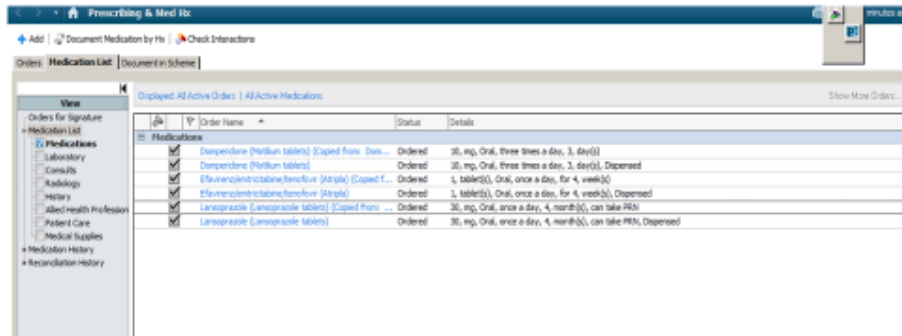 Prescribing & Med Hx
minutes a
Add | Document Medication by Hx | Check Interactions
Orders Medication List Document in Scheme
Displayed: All Active Orders | All Active Medications Show More Orders...
View
Orders for Signature
Medication List
Medications
Laboratory
Consults
Radiology
History
Allied Health Profession
Patient Care
Medical Supplies
Medication History
Reconciliation History
Order Name Status Details
Medications
Domperidone (Motilium tablets) (Copied from: Dom... Ordered 10, mg, Oral, three times a day, 3, day(s)
Domperidone (Motilium tablets) Ordered 10, mg, Oral, three times a day, 3, day(s), Dispensed
Efavirenz/emtricitabine/tenofovir (Atripla) (Copied f... Ordered 1, tablet(s), Oral, once a day, for 4, week(s)
Efavirenz/emtricitabine/tenofovir (Atripla) Ordered 1, tablet(s), Oral, once a day, for 4, week(s), Dispensed
Lansoprazole (Lansoprazole tablets) (Copied from: ... Ordered 30, mg, Oral, once a day, 4, month(s), can take PRN
Lansoprazole (Lansoprazole tablets) Ordered 30, mg, Oral, once a day, 4, month(s), can take PRN, Dispensed